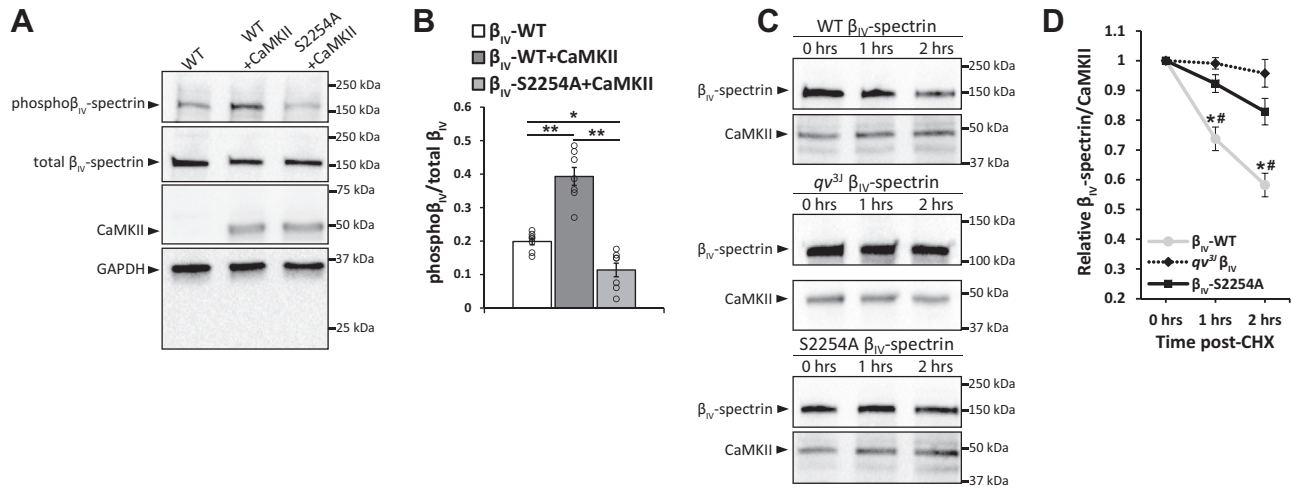 A
WT
WT
+CaMKII
S2254A
+CaMKII
250 kDa
phosphoβIV-spectrin
150 kDa
250 kDa
total βIV-spectrin
150 kDa
75 kDa
CaMKII
50 kDa
GAPDH
37 kDa
25 kDa
B
βIV-WT
βIV-WT+CaMKII
βIV-S2254A+CaMKII
phosphoβIV/total βIV
0.6
0.5
0.4
0.3
0.2
0.1
0
*
** **
C
WT βIV-spectrin
0 hrs 1 hrs 2 hrs
250 kDa
βIV-spectrin
150 kDa
CaMKII
50 kDa
37 kDa
qv3J βIV-spectrin
0 hrs 1 hrs 2 hrs
150 kDa
βIV-spectrin
100 kDa
CaMKII
50 kDa
37 kDa
S2254A βIV-spectrin
0 hrs 1 hrs 2 hrs
250 kDa
βIV-spectrin
150 kDa
CaMKII
50 kDa
37 kDa
D
Relative βIV-spectrin/CaMKII
1.1
1
0.9
0.8
0.7
0.6
0.5
0.4
0.3
0.2
*#
*#
βIV-WT
qv3J βIV
βIV-S2254A
0 hrs 1 hrs 2 hrs
Time post-CHX